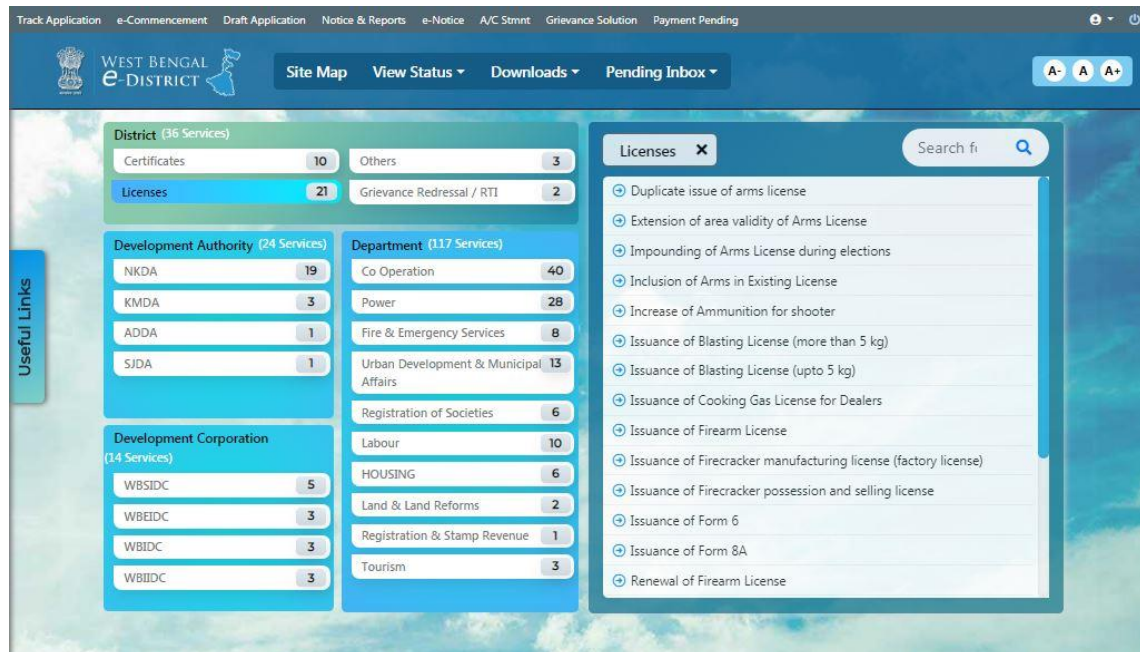 Track Application e-Commencement Draft Application Notice & Reports e-Notice A/C Stmnt Grievance Solution Payment Pending
WEST BENGAL
e-DISTRICT
Site Map View Status Downloads Pending Inbox
A- A A+
Useful Links
District (36 Services)
Certificates 10
Others 3
Licenses 21
Grievance Redressal / RTI 2
Development Authority (24 Services)
NKDA 19
KMDA 3
ADDA 1
SJDA 1
Development Corporation
(14 Services)
WBSIDC 5
WBEIDC 3
WBIDC 3
WBIIDC 3
Department (117 Services)
Co Operation 40
Power 28
Fire & Emergency Services 8
Urban Development & Municipal 13
Affairs
Registration of Societies 6
Labour 10
HOUSING 6
Land & Land Reforms 2
Registration & Stamp Revenue 1
Tourism 3
Licenses ×
Search f
Duplicate issue of arms license
Extension of area validity of Arms License
Impounding of Arms License during elections
Inclusion of Arms in Existing License
Increase of Ammunition for shooter
Issuance of Blasting License (more than 5 kg)
Issuance of Blasting License (upto 5 kg)
Issuance of Cooking Gas License for Dealers
Issuance of Firearm License
Issuance of Firecracker manufacturing license (factory license)
Issuance of Firecracker possession and selling license
Issuance of Form 6
Issuance of Form 8A
Renewal of Firearm License